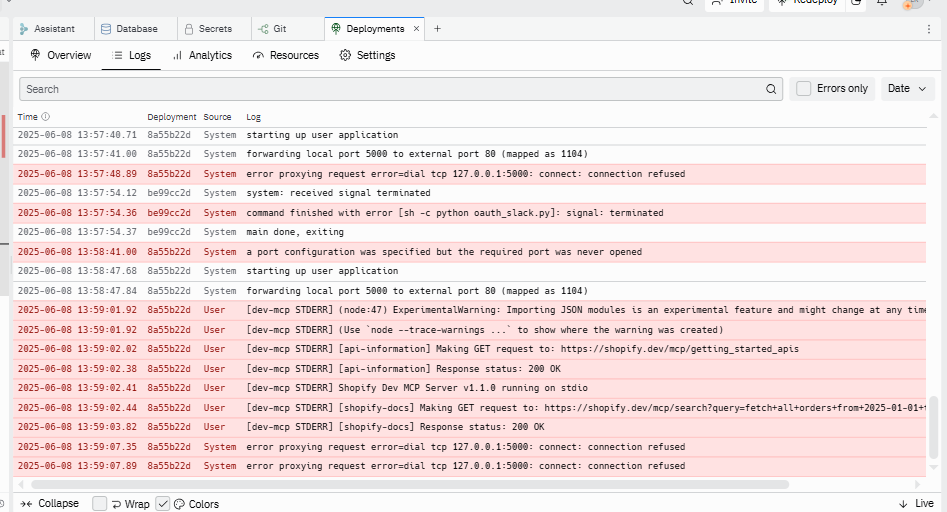 Invite Redeploy
Assistant Database Secrets Git Deployments × +
Overview Logs Analytics Resources Settings
Search Errors only Date
Time Deployment Source Log
2025-06-08 13:57:40.71 8a55b22d System starting up user application
2025-06-08 13:57:41.00 8a55b22d System forwarding local port 5000 to external port 80 (mapped as 1104)
2025-06-08 13:57:48.89 8a55b22d System error proxying request error=dial tcp 127.0.0.1:5000: connect: connection refused
2025-06-08 13:57:54.12 be99cc2d System system: received signal terminated
2025-06-08 13:57:54.36 be99cc2d System command finished with error [sh -c python oauth_slack.py]: signal: terminated
2025-06-08 13:57:54.37 be99cc2d System main done, exiting
2025-06-08 13:58:41.00 8a55b22d System a port configuration was specified but the required port was never opened
2025-06-08 13:58:47.68 8a55b22d System starting up user application
2025-06-08 13:58:47.84 8a55b22d System forwarding local port 5000 to external port 80 (mapped as 1104)
2025-06-08 13:59:01.92 8a55b22d User [dev-mcp STDERR] (node:47) ExperimentalWarning: Importing JSON modules is an experimental feature and might change at any time
2025-06-08 13:59:01.92 8a55b22d User [dev-mcp STDERR] (Use `node --trace-warnings ...` to show where the warning was created)
2025-06-08 13:59:02.02 8a55b22d User [dev-mcp STDERR] [api-information] Making GET request to: https://shopify.dev/mcp/getting_started_apis
2025-06-08 13:59:02.38 8a55b22d User [dev-mcp STDERR] [api-information] Response status: 200 OK
2025-06-08 13:59:02.41 8a55b22d User [dev-mcp STDERR] Shopify Dev MCP Server v1.1.0 running on stdio
2025-06-08 13:59:02.44 8a55b22d User [dev-mcp STDERR] [shopify-docs] Making GET request to: https://shopify.dev/mcp/search?query=fetch+all+orders+from+2025-01-01+
2025-06-08 13:59:03.82 8a55b22d User [dev-mcp STDERR] [shopify-docs] Response status: 200 OK
2025-06-08 13:59:07.35 8a55b22d System error proxying request error=dial tcp 127.0.0.1:5000: connect: connection refused
2025-06-08 13:59:07.89 8a55b22d System error proxying request error=dial tcp 127.0.0.1:5000: connect: connection refused
Collapse Wrap Colors Live